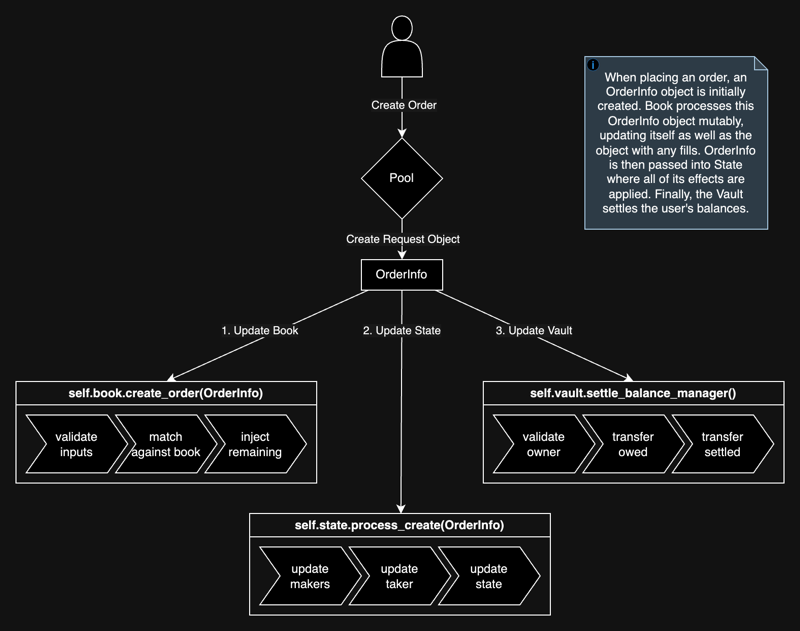 When placing an order, an
OrderInfo object is initially
created. Book processes this
OrderInfo object mutably,
updating itself as well as the
object with any fills. OrderInfo
is then passed into State
where all of its effects are
applied. Finally, the Vault
settles the user's balances.
Create Order
Pool
Create Request Object
OrderInfo
1. Update Book
2. Update State
3. Update Vault
self.book.create_order(OrderInfo)
validate
inputs
match
against book
inject
remaining
self.vault.settle_balance_manager()
validate
owner
transfer
owed
transfer
settled
self.state.process_create(OrderInfo)
update
makers
update
taker
update
state